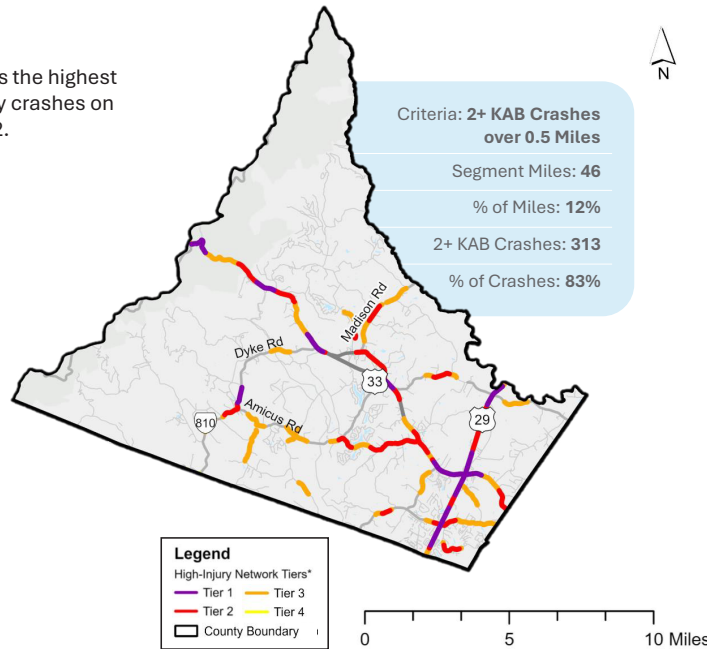 s the highest
y crashes on
2.
N
Criteria: 2+ KAB Crashes
over 0.5 Miles
Segment Miles: 46
% of Miles: 12%
2+ KAB Crashes: 313
% of Crashes: 83%
Madison Rd
Dyke Rd
33
Amicus Rd
810
29
Legend
High-Injury Network Tiers*
Tier 1 Tier 3
Tier 2 Tier 4
County Boundary
0 5 10 Miles